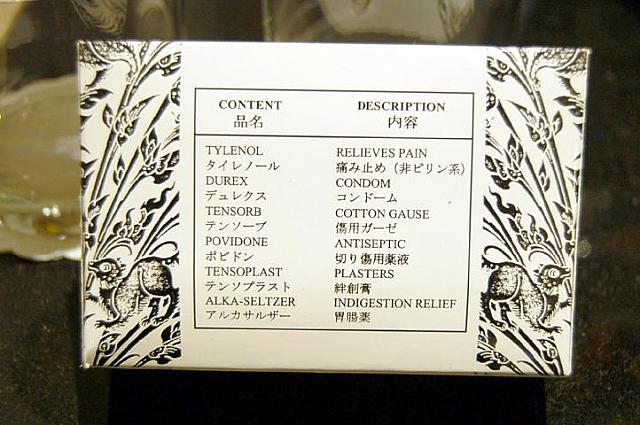 CONTENT DESCRIPTION
品名 内容
TYLENOL RELIEVES PAIN
タイレノール 痛み止め（非ピリン系）
DUREX CONDOM
デュレクス コンドーム
TENSORB COTTON GAUSE
テンソーブ 傷用ガーゼ
POVIDONE ANTISEPTIC
ポビドン 切り傷用薬液
TENSOPLAST PLASTERS
テンソプラスト 絆創膏
ALKA-SELTZER INDIGESTION RELIEF
アルカサルザー 胃腸薬